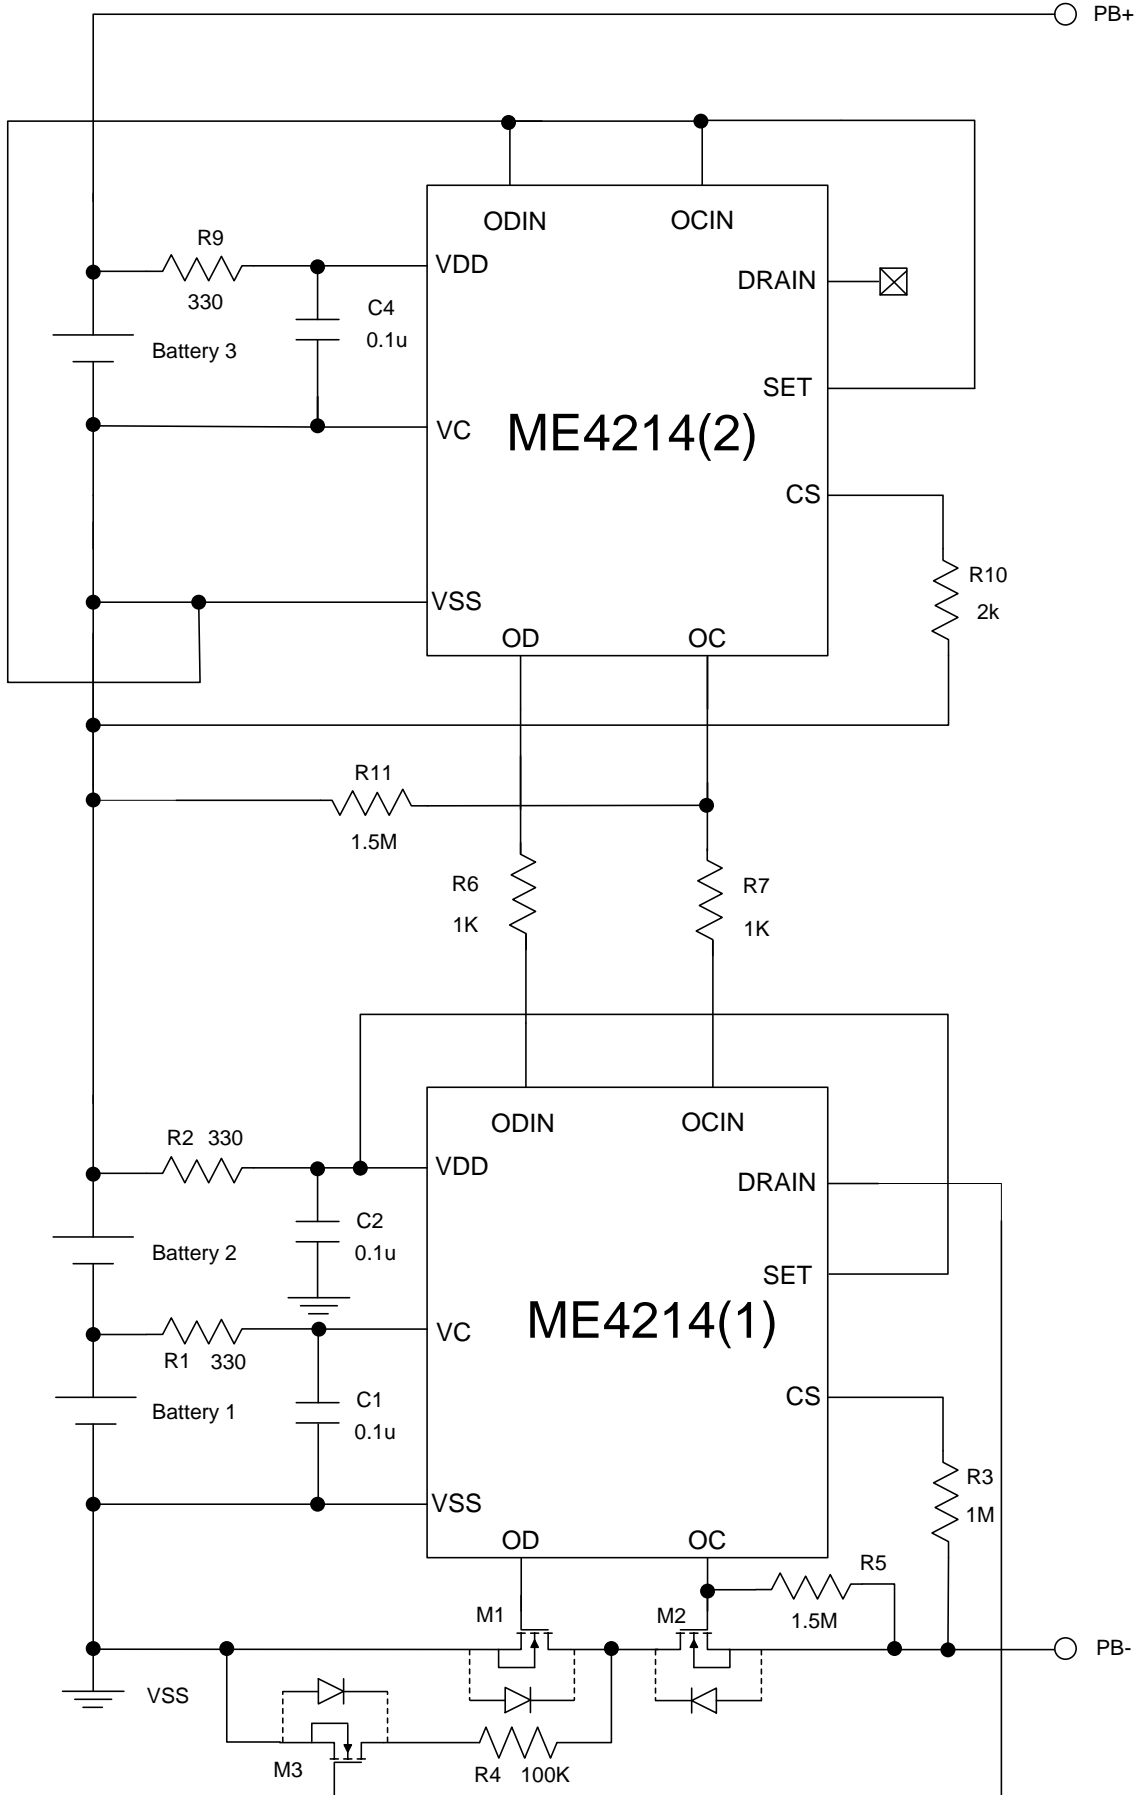 PB+
ODIN
OCIN
R9
VDD
DRAIN
330
C4
0.1u
Battery 3
SET
VC
ME4214(2)
CS
R10
2k
VSS
OD
OC
R11
1.5M
R6
1K
R7
1K
ODIN
OCIN
R2 330
VDD
DRAIN
C2
0.1u
Battery 2
SET
ME4214(1)
VC
R1 330
C1
0.1u
Battery 1
CS
R3
1M
VSS
OD
OC
R5
1.5M
M1
M2
PB-
VSS
M3
R4 100K